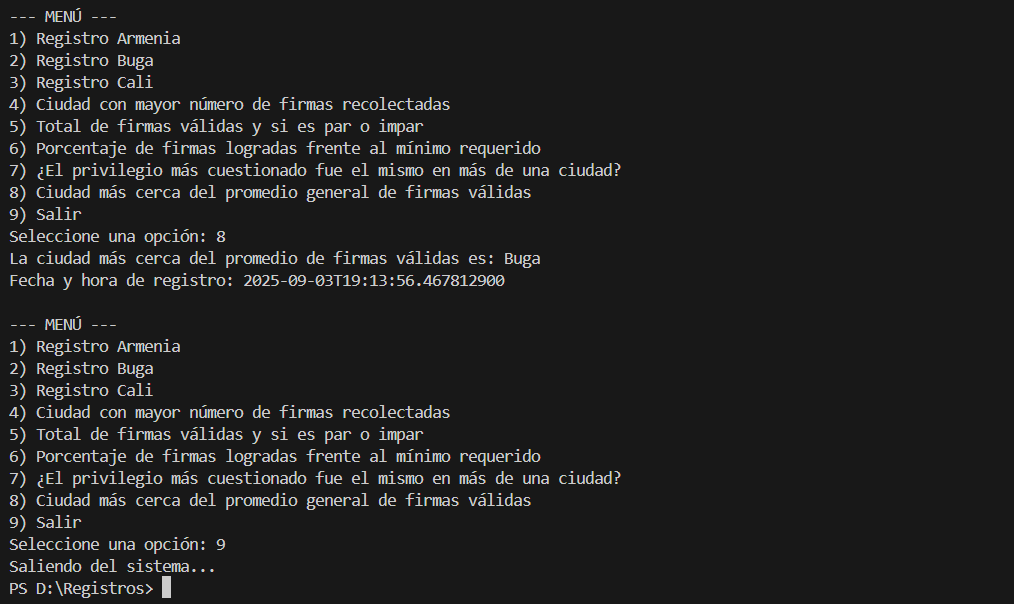 --- MENÚ ---
1) Registro Armenia
2) Registro Buga
3) Registro Cali
4) Ciudad con mayor número de firmas recolectadas
5) Total de firmas válidas y si es par o impar
6) Porcentaje de firmas logradas frente al mínimo requerido
7) ¿El privilegio más cuestionado fue el mismo en más de una ciudad?
8) Ciudad más cerca del promedio general de firmas válidas
9) Salir
Seleccione una opción: 8
La ciudad más cerca del promedio de firmas válidas es: Buga
Fecha y hora de registro: 2025-09-03T19:13:56.467812900

--- MENÚ ---
1) Registro Armenia
2) Registro Buga
3) Registro Cali
4) Ciudad con mayor número de firmas recolectadas
5) Total de firmas válidas y si es par o impar
6) Porcentaje de firmas logradas frente al mínimo requerido
7) ¿El privilegio más cuestionado fue el mismo en más de una ciudad?
8) Ciudad más cerca del promedio general de firmas válidas
9) Salir
Seleccione una opción: 9
Saliendo del sistema...
PS D:\Registros>